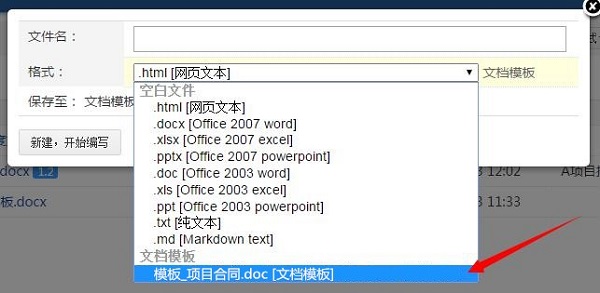 文件名：
格式：
.html [网页文本]
文档模板
空白文件
.html [网页文本]
.docx [Office 2007 word]
.xlsx [Office 2007 excel]
.pptx [Office 2007 powerpoint]
.doc [Office 2003 word]
.xls [Office 2003 excel]
.ppt [Office 2003 powerpoint]
.txt [纯文本]
.md [Markdown text]
文档模板
模板_项目合同.doc [文档模板]
保存至： 文档模板
新建，开始编写
docx 1.2
12:02
A项目
板.docx
11:33